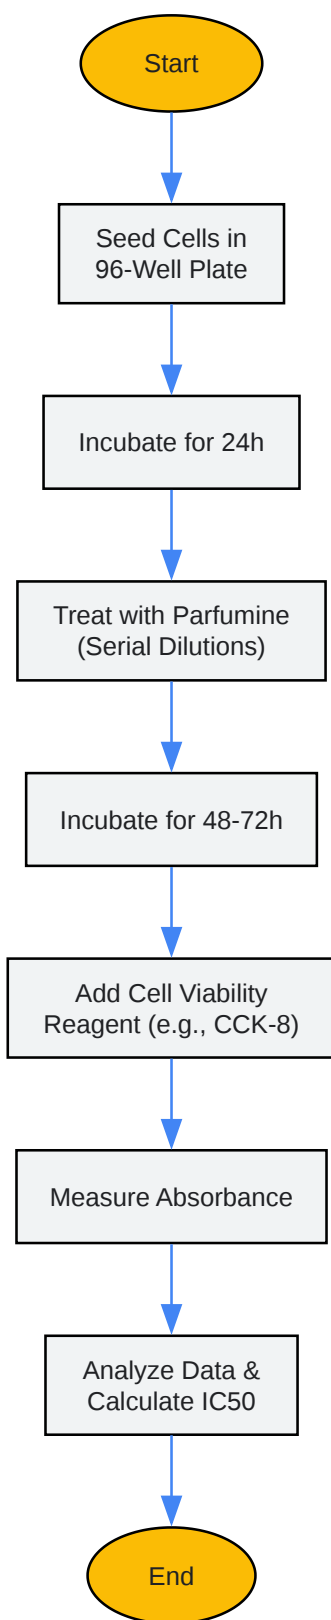 Start
Seed Cells in
96-Well Plate
Incubate for 24h
Treat with Parfumine
(Serial Dilutions)
Incubate for 48-72h
Add Cell Viability
Reagent (e.g., CCK-8)
Measure Absorbance
Analyze Data &
Calculate IC50
End